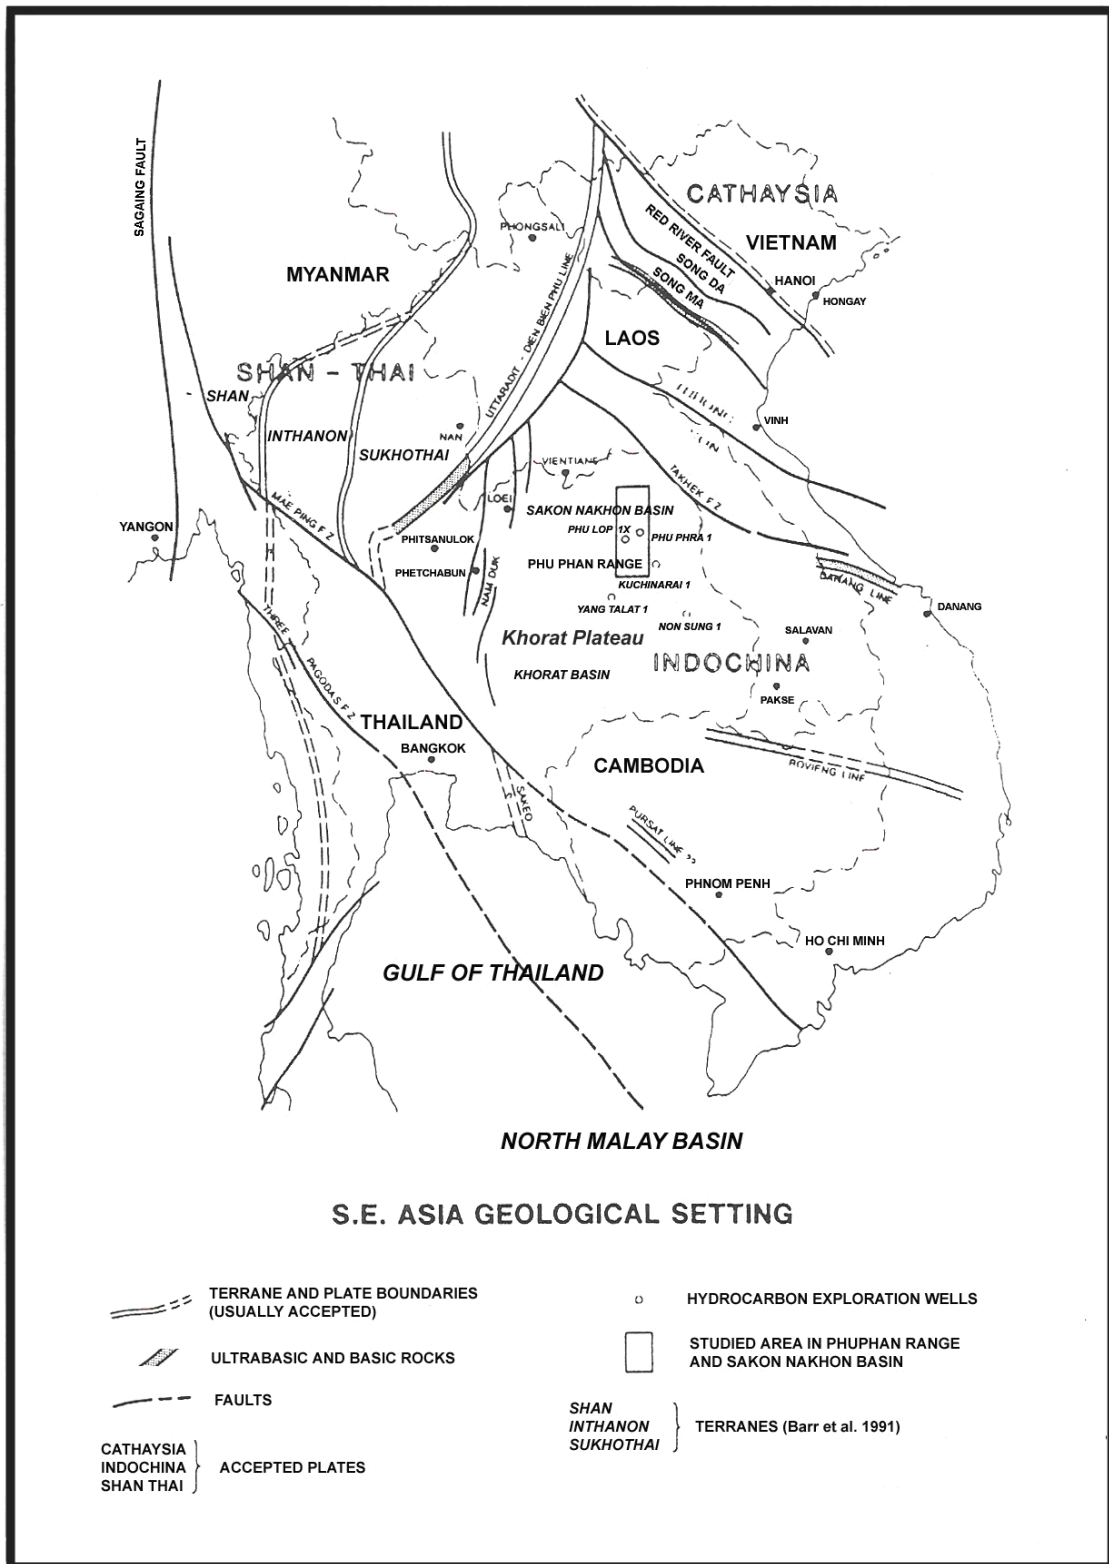 SAGAING FAULT
CATHAYSIA
PHONGSALI
RED RIVER FAULT
VIETNAM
SONG DA
MYANMAR
SONG MA
HANOI
HONGAY
UTTARADIT - DIEN BIEN PHU LINE
LAOS
SHAN - THAI
SHAN
INTHANON
NAN
SUKHOTHAI
VINH
VIENTIANE
TAKHEK F Z
LOEI
MAE PING F Z
SAKON NAKHON BASIN
YANGON
PHITSANULOK
PHU LOP 1X
PHU PHRA 1
PHETCHABUN
NAM DUK
PHU PHAN RANGE
KUCHINARAI 1
DANANG LINE
YANG TALAT 1
DANANG
THREE PAGODAS F Z
NON SUNG 1
SALAVAN
Khorat Plateau
INDOCHINA
KHORAT BASIN
PAKSE
THAILAND
BANGKOK
CAMBODIA
ROVIENG LINE
SAKEO
PURSAT LINE ??
PHNOM PENH
HO CHI MINH
GULF OF THAILAND
NORTH MALAY BASIN
S.E. ASIA GEOLOGICAL SETTING
TERRANE AND PLATE BOUNDARIES
(USUALLY ACCEPTED)
HYDROCARBON EXPLORATION WELLS
ULTRABASIC AND BASIC ROCKS
STUDIED AREA IN PHUPHAN RANGE
AND SAKON NAKHON BASIN
FAULTS
SHAN
INTHANON
SUKHOTHAI
TERRANES (Barr et al. 1991)
CATHAYSIA
INDOCHINA
SHAN THAI
ACCEPTED PLATES